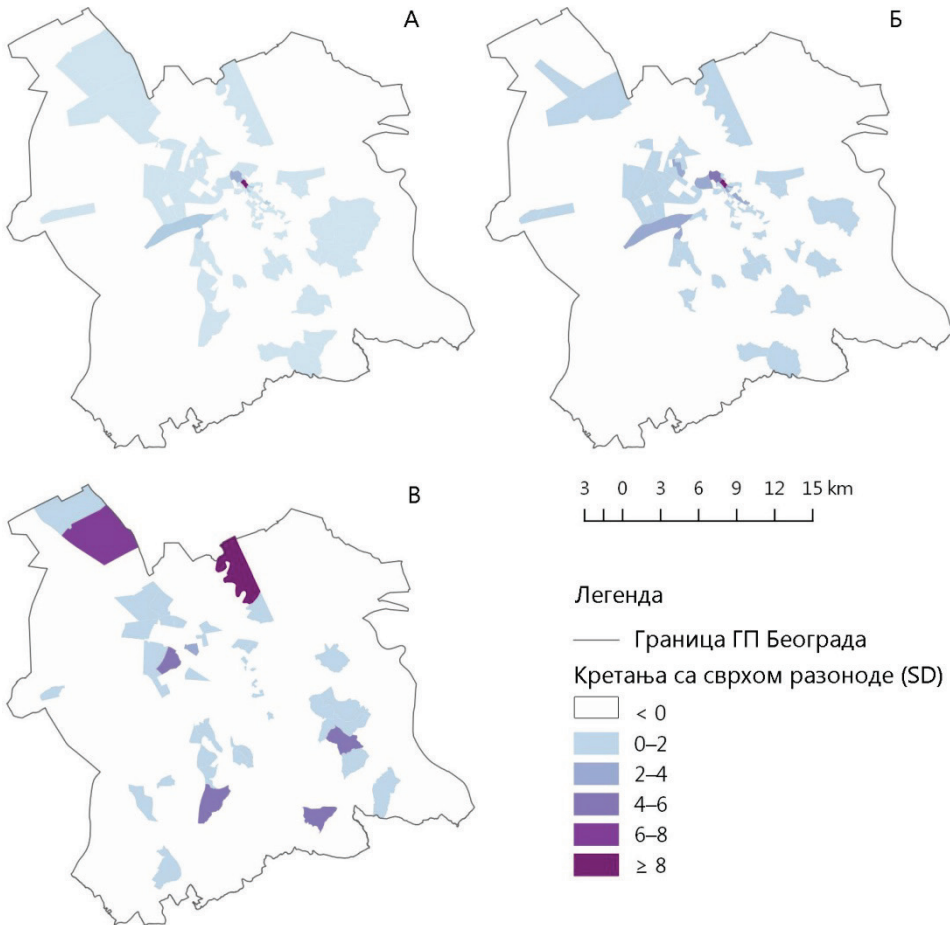 А
Б
В
3 0 3 6 9 12 15 km
Легенда
Граница ГП Београда
Кретања са сврхом разоноде (SD)
< 0
0–2
2–4
4–6
6–8
≥ 8